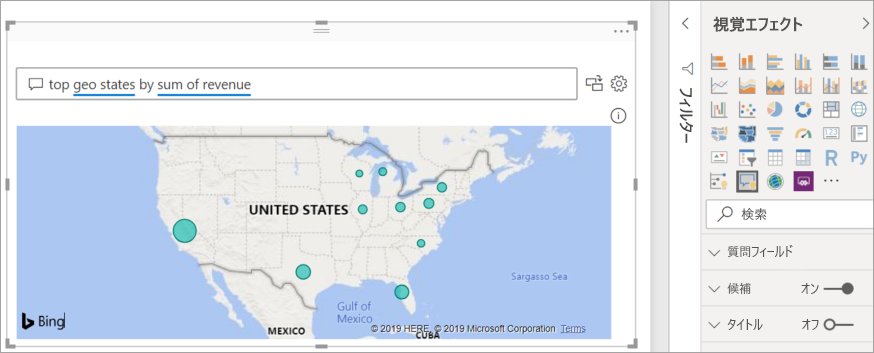 top geo states by sum of revenue
UNITED STATES
Sargasso Sea
Gulf of
Mexico
MEXICO
CUBA
Bing
© 2019 HERE, © 2019 Microsoft Corporation Terms
フィルター
視覚エフェクト
123
R
Py
検索
質問フィールド
候補 オン
タイトル オフ